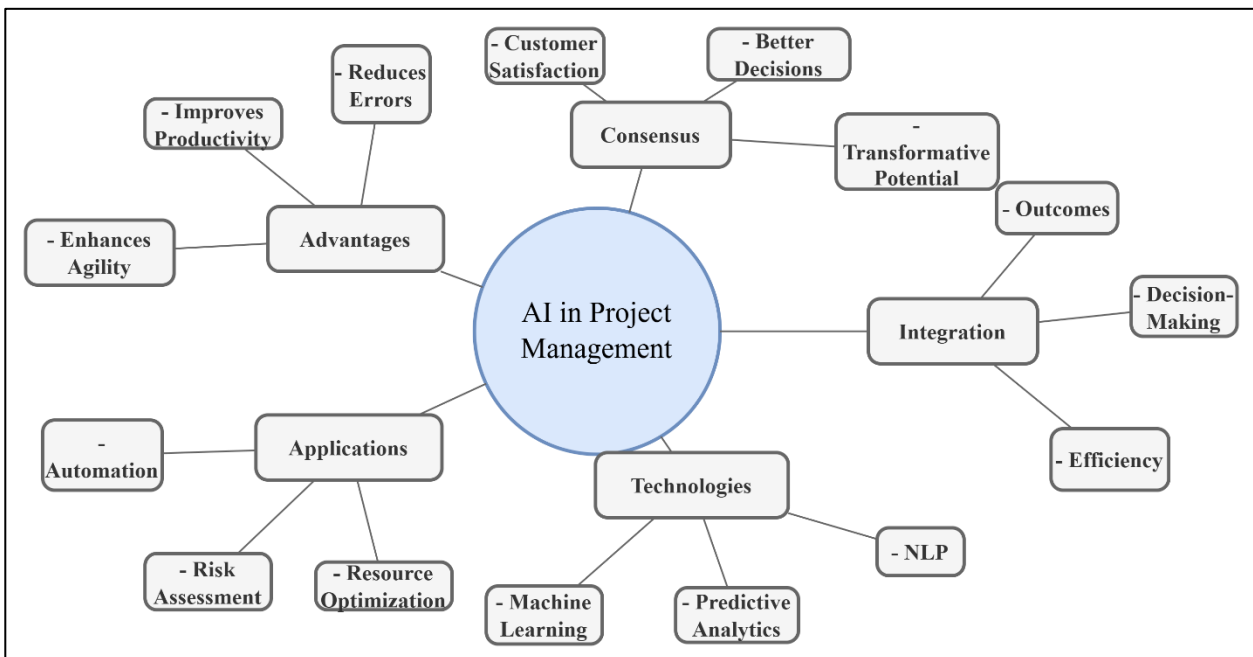 - Customer
Satisfaction
- Better
Decisions
Consensus
-
Transformative
Potential
- Reduces
Errors
- Improves
Productivity
- Enhances
Agility
Advantages
AI in Project
Management
- Outcomes
- Decision-
Making
Integration
- Efficiency
Applications
-
Automation
- Risk
Assessment
- Resource
Optimization
Technologies
- NLP
- Machine
Learning
- Predictive
Analytics